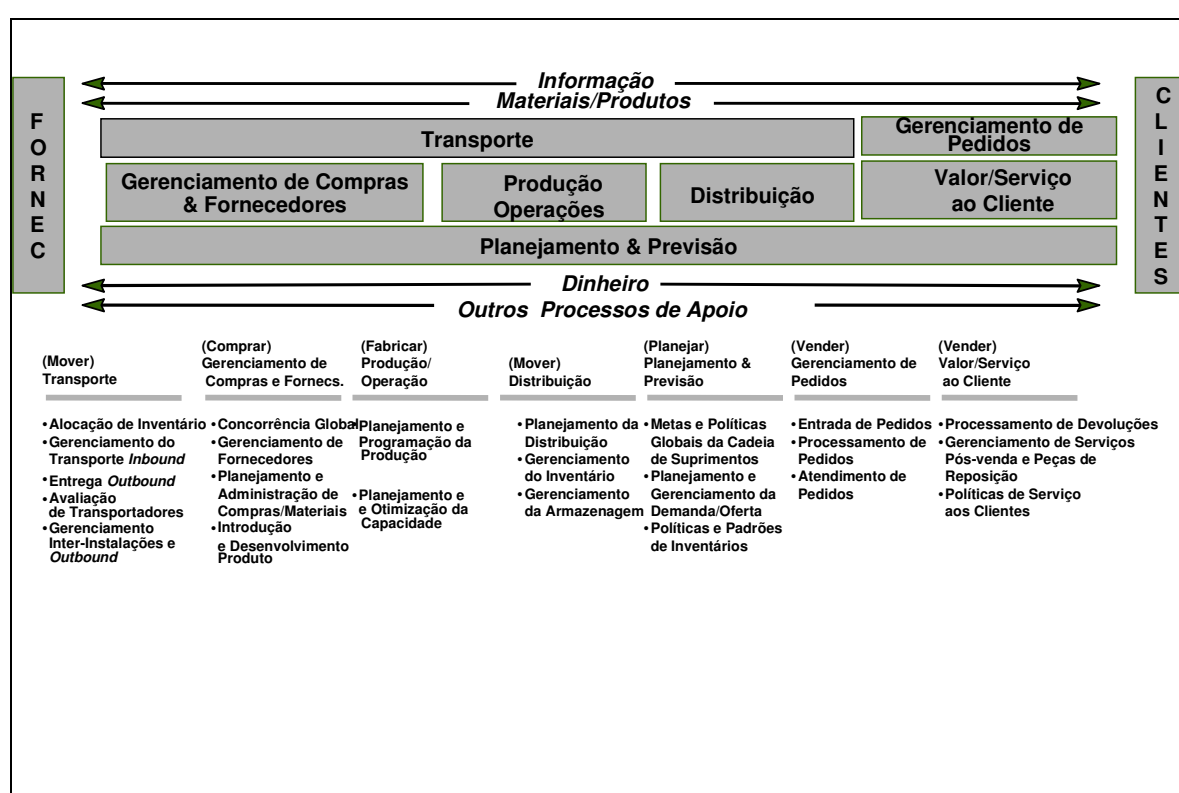 Informação
Materiais/Produtos
FORNEC
CLIENTES
Transporte
Gerenciamento de
Pedidos
Gerenciamento de Compras
& Fornecedores
Produção
Operações
Distribuição
Valor/Serviço
ao Cliente
Planejamento & Previsão
Dinheiro
Outros Processos de Apoio
(Mover)
Transporte
•Alocação de Inventário
•Gerenciamento do
Transporte Inbound
•Entrega Outbound
•Avaliação
de Transportadores
•Gerenciamento
Inter-Instalações e
Outbound
(Comprar)
Gerenciamento de
Compras e Fornecs.
•Concorrência Global
•Gerenciamento de
Fornecedores
•Planejamento e
Administração de
Compras/Materiais
•Introdução
e Desenvolvimento
Produto
(Fabricar)
Produção/
Operação
•Planejamento e
Programação da
Produção
•Planejamento e
e Otimização da
Capacidade
(Mover)
Distribuição
•Planejamento da
Distribuição
•Gerenciamento
do Inventário
•Gerenciamento
da Armazenagem
(Planejar)
Planejamento &
Previsão
•Metas e Políticas
Globais da Cadeia
de Suprimentos
•Planejamento e
Gerenciamento da
Demanda/Oferta
•Políticas e Padrões
de Inventários
(Vender)
Gerenciamento de
Pedidos
•Entrada de Pedidos
•Processamento de
Pedidos
•Atendimento de
Pedidos
(Vender)
Valor/Serviço
ao Cliente
•Processamento de Devoluções
•Gerenciamento de Serviços
Pós-venda e Peças de
Reposição
•Políticas de Serviço
aos Clientes